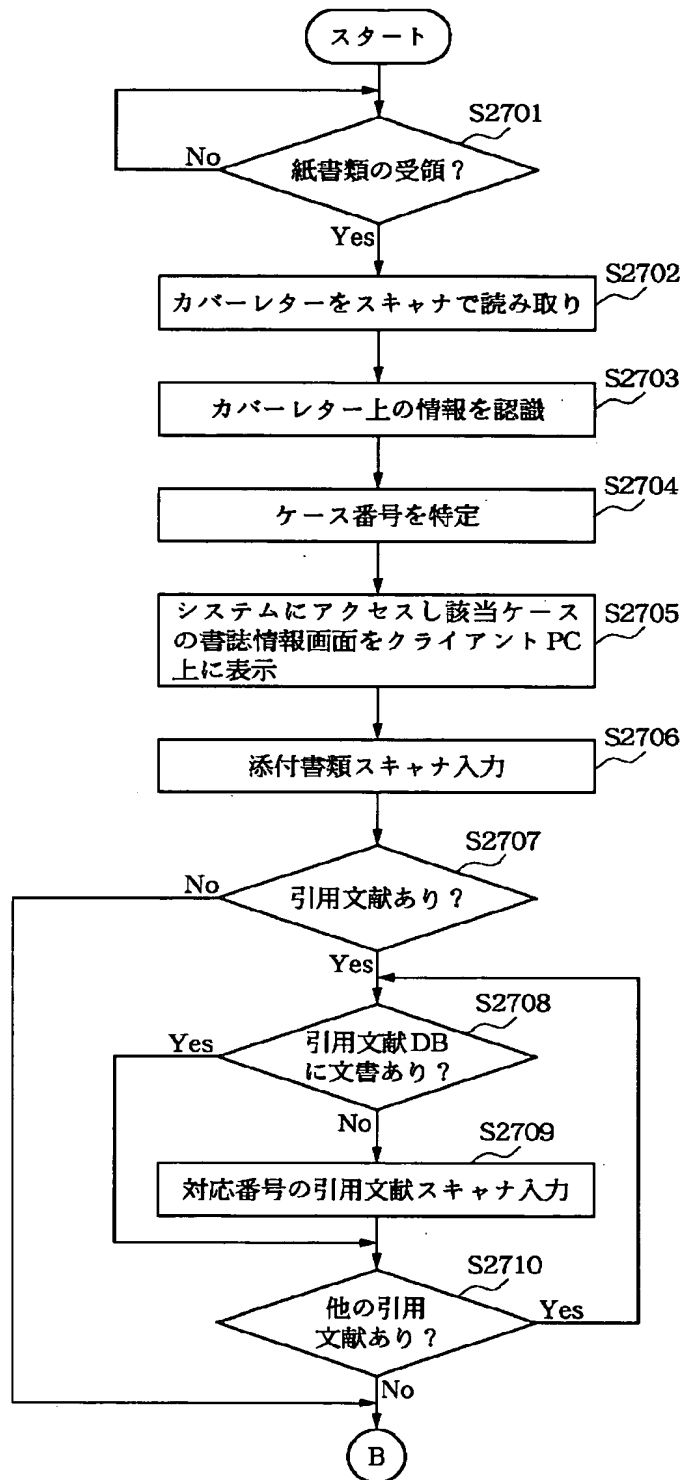 スタート
S2701
No
紙書類の受領？
Yes
S2702
カバーレターをスキャナで読み取り
S2703
カバーレター上の情報を認識
S2704
ケース番号を特定
S2705
システムにアクセスし該当ケース
の書誌情報画面をクライアントPC
上に表示
S2706
添付書類スキャナ入力
S2707
No
引用文献あり？
Yes
S2708
Yes
引用文献DB
に文書あり？
No
S2709
対応番号の引用文献スキャナ入力
S2710
他の引用
文献あり？
Yes
No
B